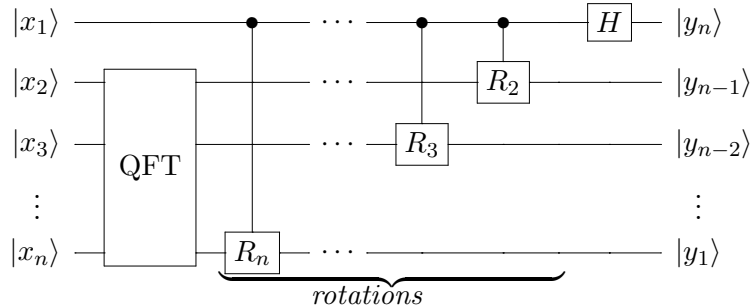 |x₁⟩ ··· H |yₙ⟩
|x₂⟩ ··· R₂ |yₙ₋₁⟩
|x₃⟩ QFT ··· R₃ |yₙ₋₂⟩
⋮ ⋮
|xₙ⟩ Rₙ ··· |y₁⟩
rotations